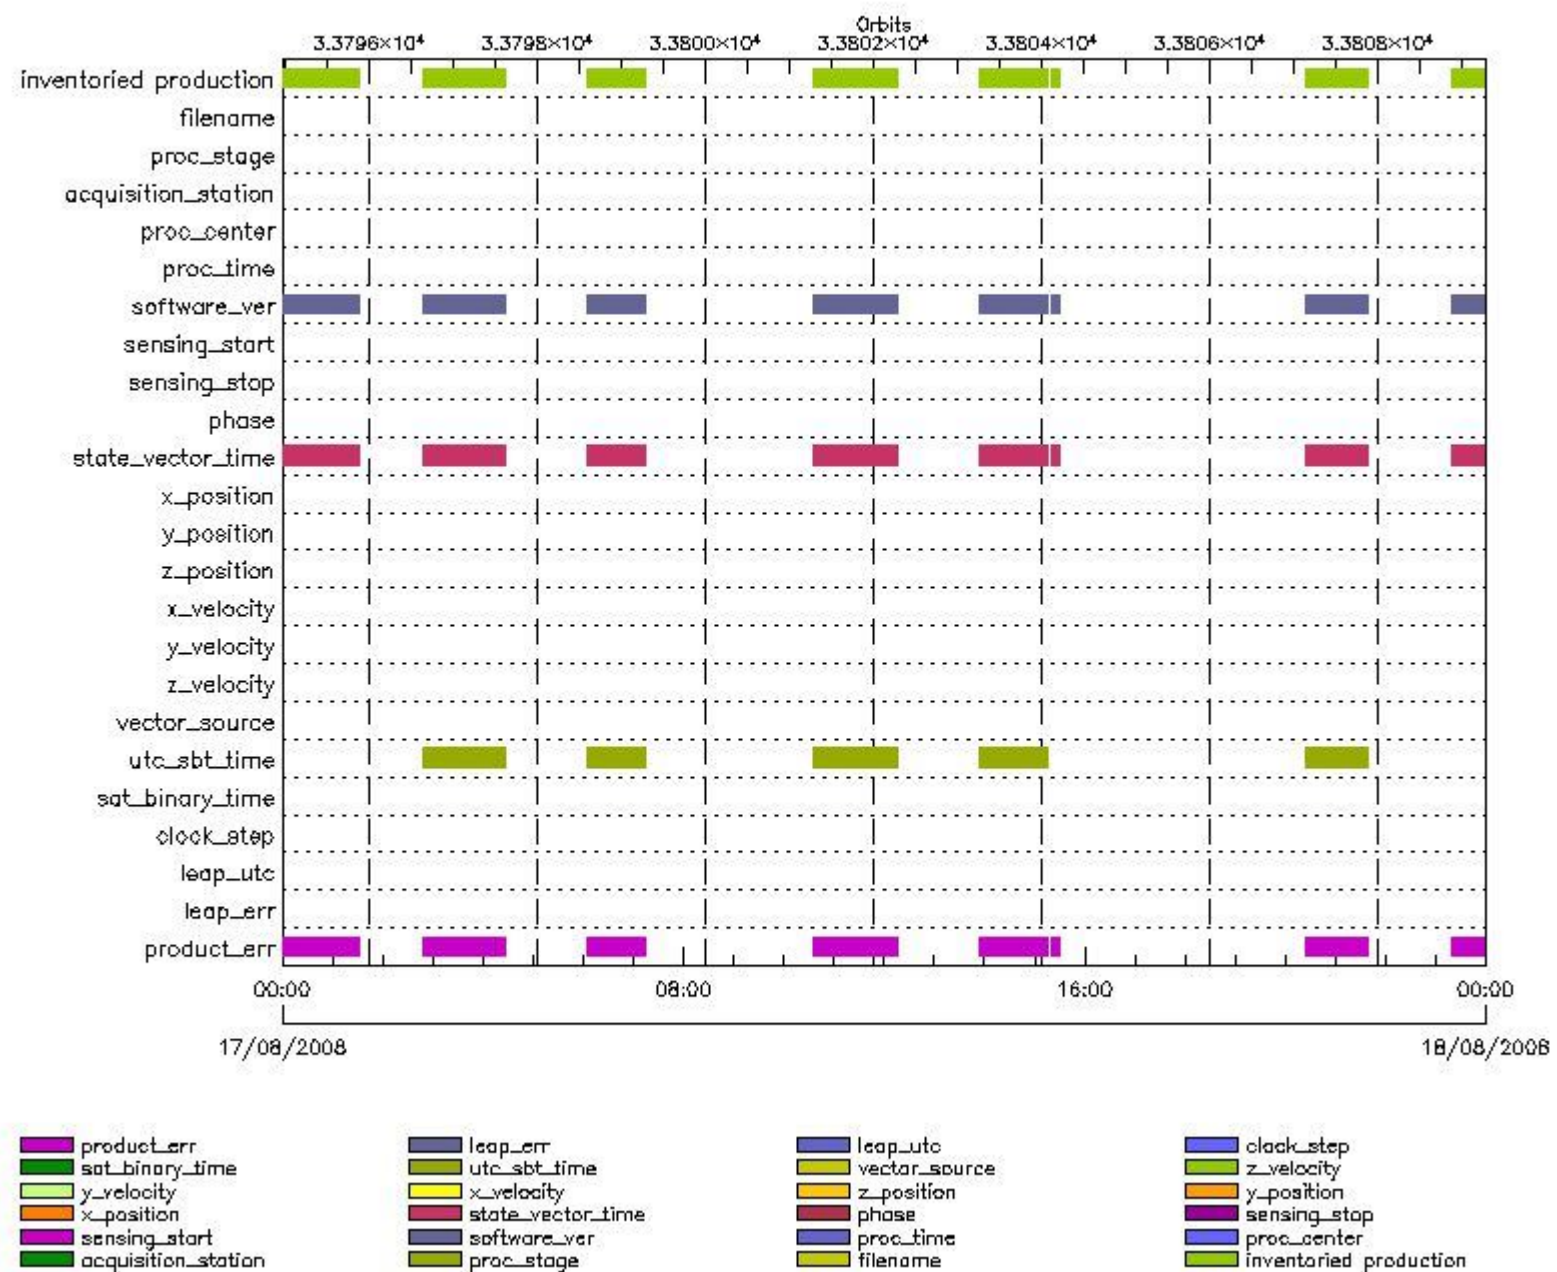 Orbits
3.3796×10⁴ 3.3798×10⁴ 3.3800×10⁴ 3.3802×10⁴ 3.3804×10⁴ 3.3806×10⁴ 3.3808×10⁴
inventoried production
filename
proc_stage
acquisition_station
proc_center
proc_time
software_ver
sensing_start
sensing_stop
phase
state_vector_time
x_position
y_position
z_position
x_velocity
y_velocity
z_velocity
vector_source
utc_sbt_time
sat_binary_time
clock_step
leap_utc
leap_err
product_err
00:00 08:00 16:00 00:00
17/08/2008 18/08/2008
product_err leap_err leap_utc clock_step
sat_binary_time utc_sbt_time vector_source z_velocity
y_velocity x_velocity z_position y_position
x_position state_vector_time phase sensing_stop
sensing_start software_ver proc_time proc_center
acquisition_station proc_stage filename inventoried production